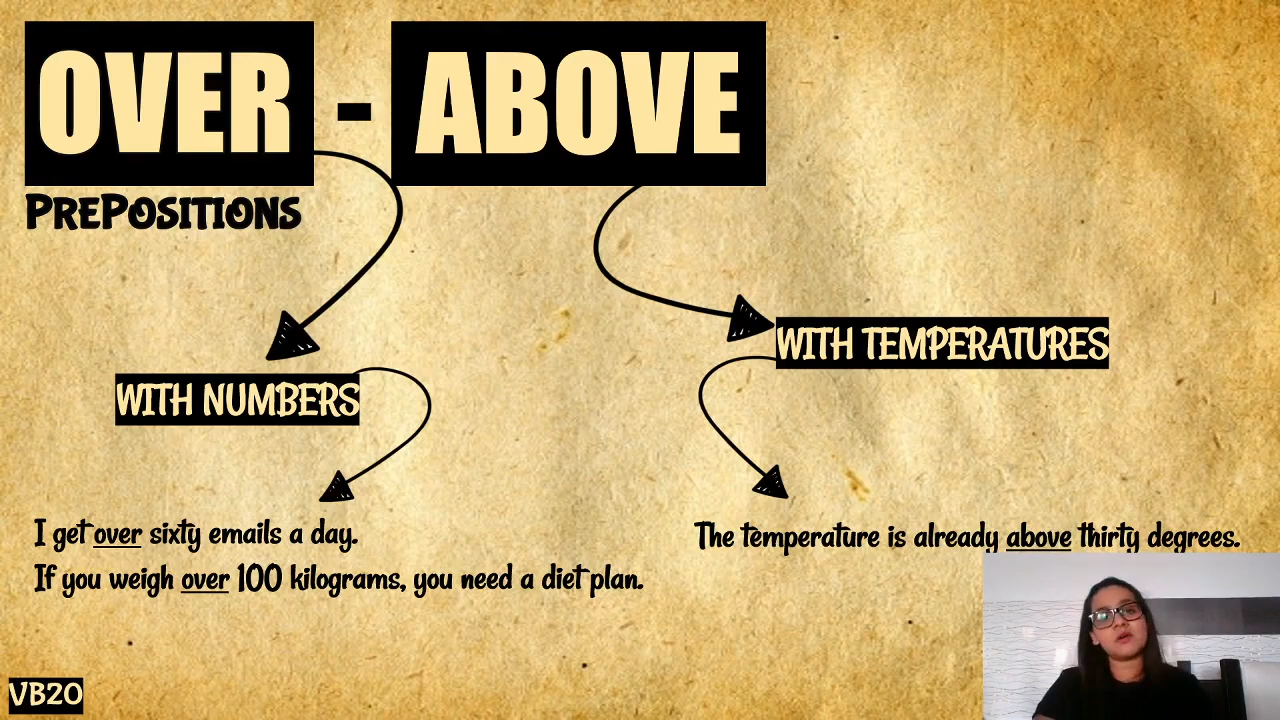 OVER - ABOVE
PREPOSITIONS
WITH TEMPERATURES
WITH NUMBERS
I get over sixty emails a day.
If you weigh over 100 kilograms, you need a diet plan.
The temperature is already above thirty degrees.
VB20